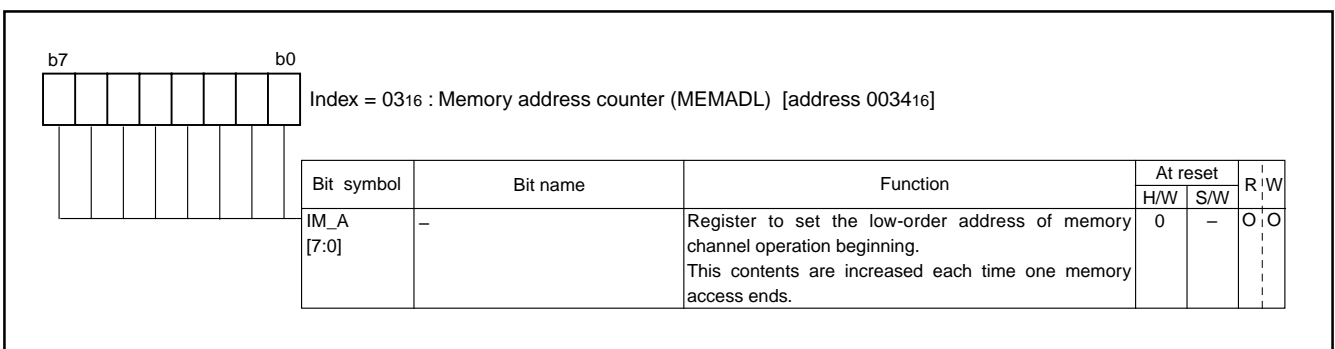 b7 b0
Index = 0316 : Memory address counter (MEMADL) [address 003416]
Bit symbol Bit name Function At reset R W
H/W S/W
IM_A – Register to set the low-order address of memory 0 – O O
[7:0] channel operation beginning.
This contents are increased each time one memory
access ends.